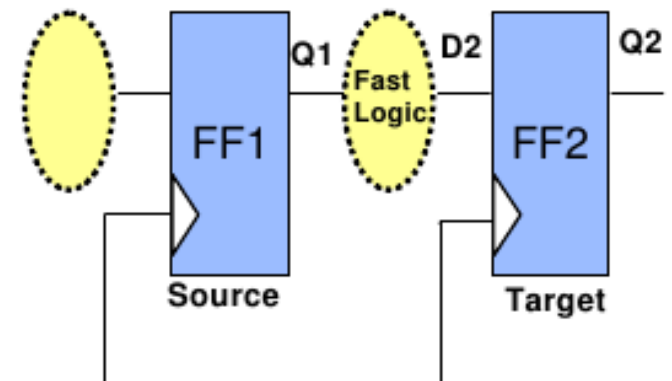 Q1
D2
Q2
Fast
Logic
FF1
FF2
Source
Target